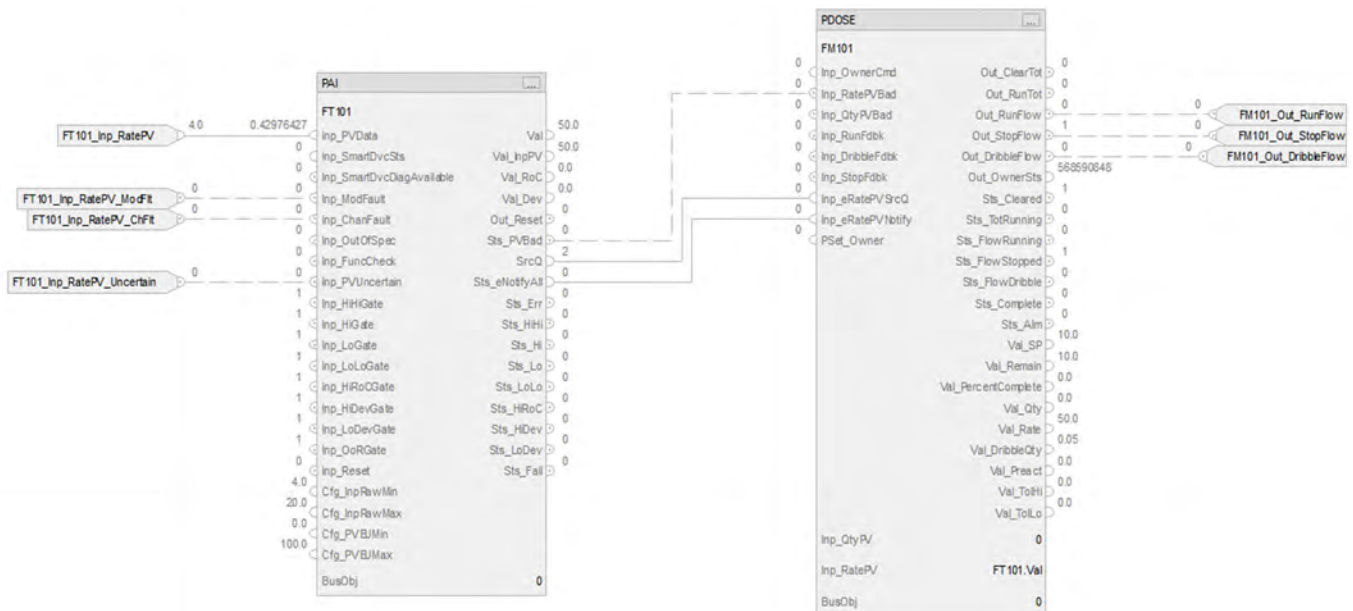 FT101_Inp_RatePV
4.0
FT101_Inp_RatePV_ModFlt
0
FT101_Inp_RatePV_ChFlt
0
FT101_Inp_RatePV_Uncertain
0
PAI
...
FT101
0.42976427 Inp_PVData Val 50.0
0 Inp_SmartDvcSts Val_InpPV 50.0
0 Inp_SmartDvcDiagAvailable Val_RoC 0.0
0 Inp_ModFault Val_Dev 0.0
0 Inp_ChanFault Out_Reset 0
0 Inp_OutOfSpec Sts_PVBad 0
0 Inp_FuncCheck SrcQ 2
0 Inp_PVUncertain Sts_eNotifyAll 0
1 Inp_HiHiGate Sts_Err 0
1 Inp_HiGate Sts_HiHi 0
1 Inp_LoGate Sts_Hi 0
1 Inp_LoLoGate Sts_Lo 0
1 Inp_HiRoCGate Sts_LoLo 0
1 Inp_HiDevGate Sts_HiRoC 0
1 Inp_LoDevGate Sts_HiDev 0
1 Inp_OoRGate Sts_LoDev 0
0 Inp_Reset Sts_Fail 0
4.0 Cfg_InpRawMin
20.0 Cfg_InpRawMax
0.0 Cfg_PVEUMin
100.0 Cfg_PVEUMax
BusObj 0
PDOSE
...
FM101
0 Inp_OwnerCmd Out_ClearTot 0
0 Inp_RatePVBad Out_RunTot 0
0 Inp_QtyPVBad Out_RunFlow 0
0 Inp_RunFdbk Out_StopFlow 1
0 Inp_DribbleFdbk Out_DribbleFlow 0
0 Inp_StopFdbk Out_OwnerSts 568590848
0 Inp_eRatePVSrcQ Sts_Cleared 1
0 Inp_eRatePVNotify Sts_TotRunning 0
0 PSet_Owner Sts_FlowRunning 0
Sts_FlowStopped 1
Sts_FlowDribble 0
Sts_Complete 0
Sts_Alm 0
Val_SP 10.0
Val_Remain 10.0
Val_PercentComplete 0.0
Val_Qty 0.0
Val_Rate 50.0
Val_DribbleQty 0.05
Val_Preact 0.0
Val_TolHi 0.0
Val_TolLo 0.0
Inp_QtyPV 0
Inp_RatePV FT101.Val
BusObj 0
0
FM101_Out_RunFlow
0
FM101_Out_StopFlow
0
FM101_Out_DribbleFlow